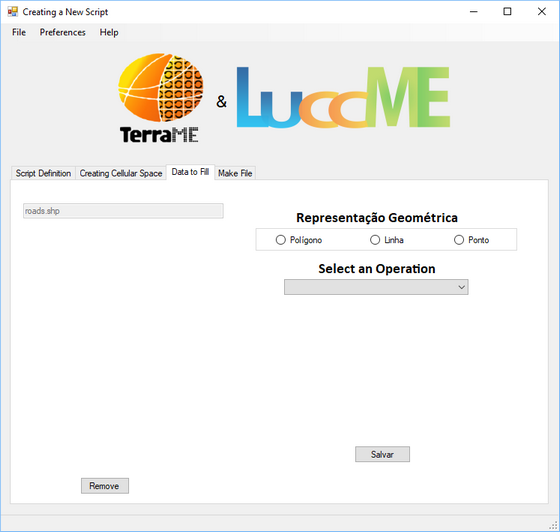 Creating a New Script
File Preferences Help
TerraME & LuccME
Script Definition Creating Cellular Space Data to Fill Make File
roads.shp
Representação Geométrica
Polígono Linha Ponto
Select an Operation
Salvar
Remove